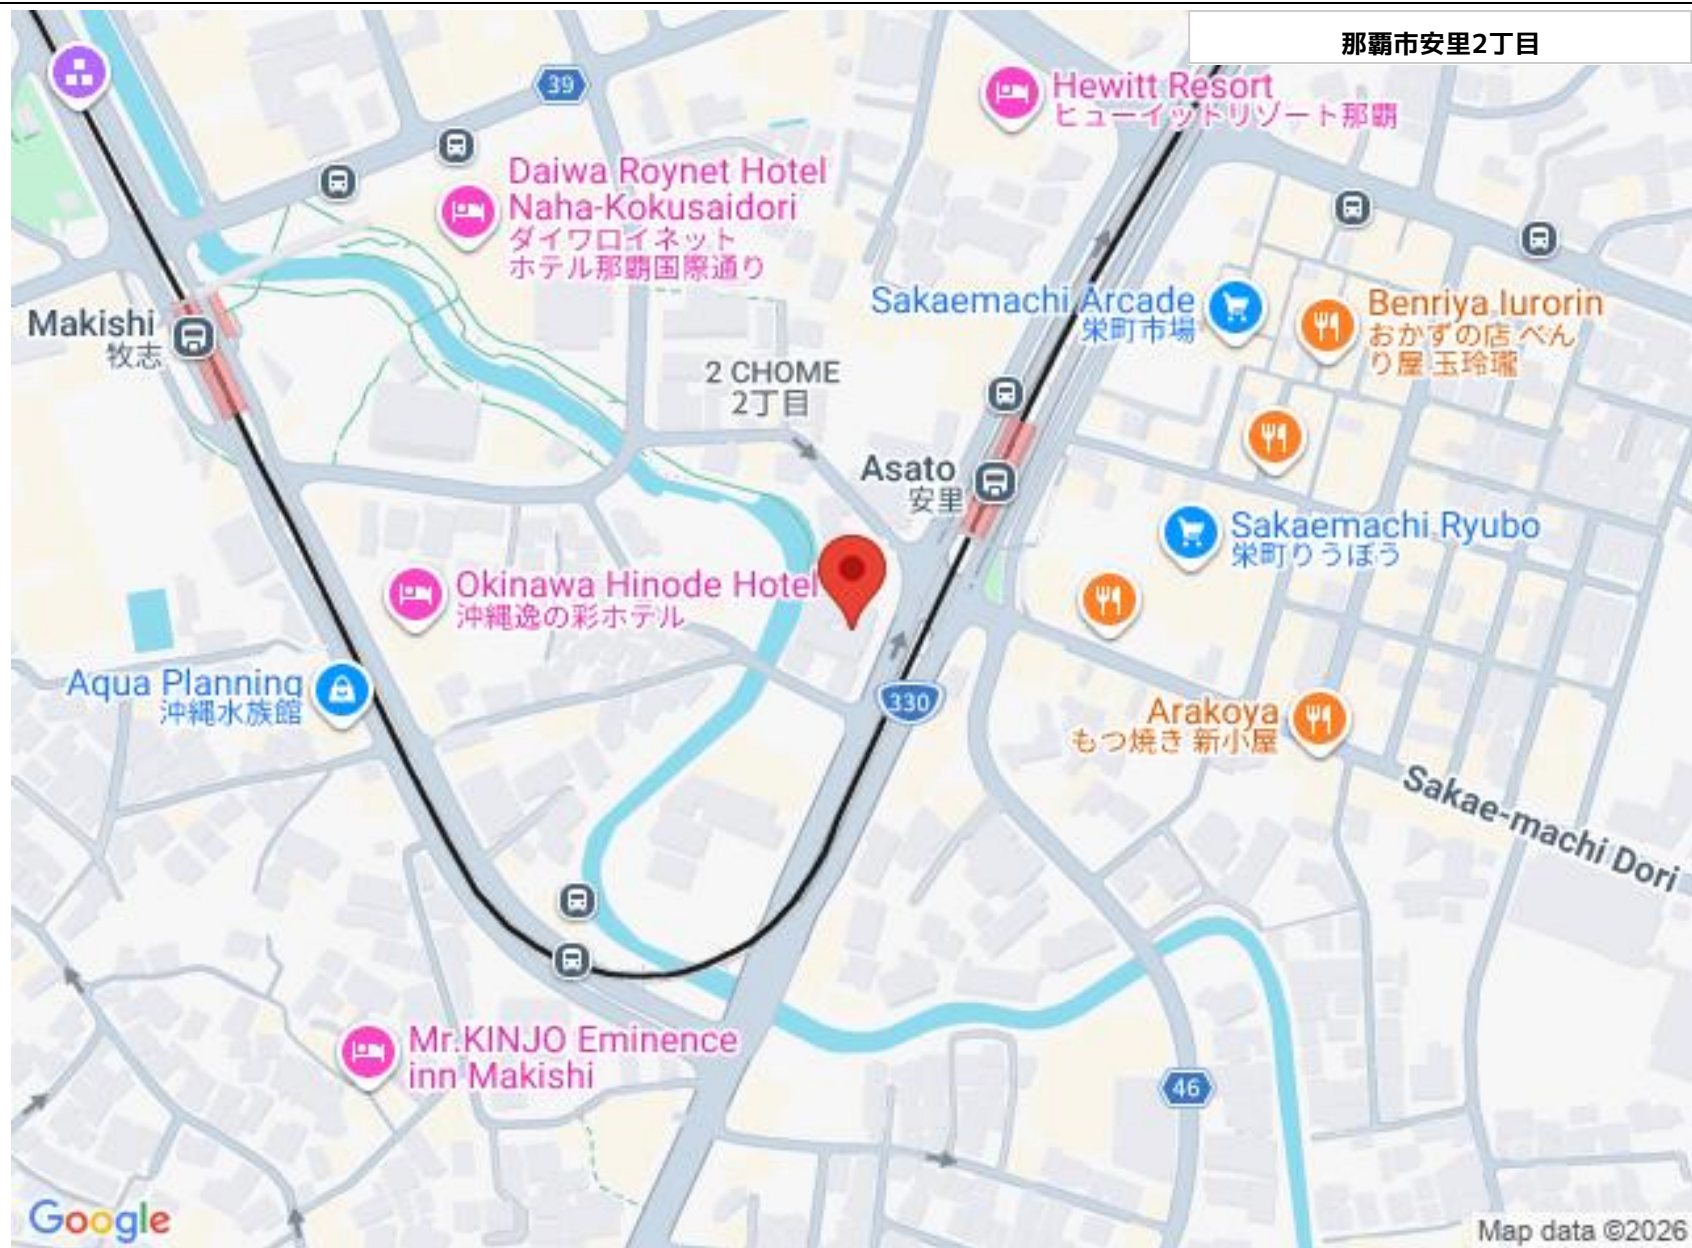 那覇市安里2丁目
39
Hewitt Resort
ヒューイットリゾート那覇
Daiwa Roynet Hotel
Naha-Kokusaidori
ダイワロイネット
ホテル那覇国際通り
Sakaemachi Arcade
栄町市場
Benriya Iurorin
おかずの店 べん
り屋 玉玲瓏
Makishi
牧志
2 CHOME
2丁目
Asato
安里
Sakaemachi Ryubo
栄町りうぼう
Okinawa Hinode Hotel
沖縄逸の彩ホテル
Aqua Planning
沖縄水族館
330
Arakoya
もつ焼き 新小屋
Sakae-machi Dori
Mr.KINJO Eminence
inn Makishi
46
Google
Map data ©2026